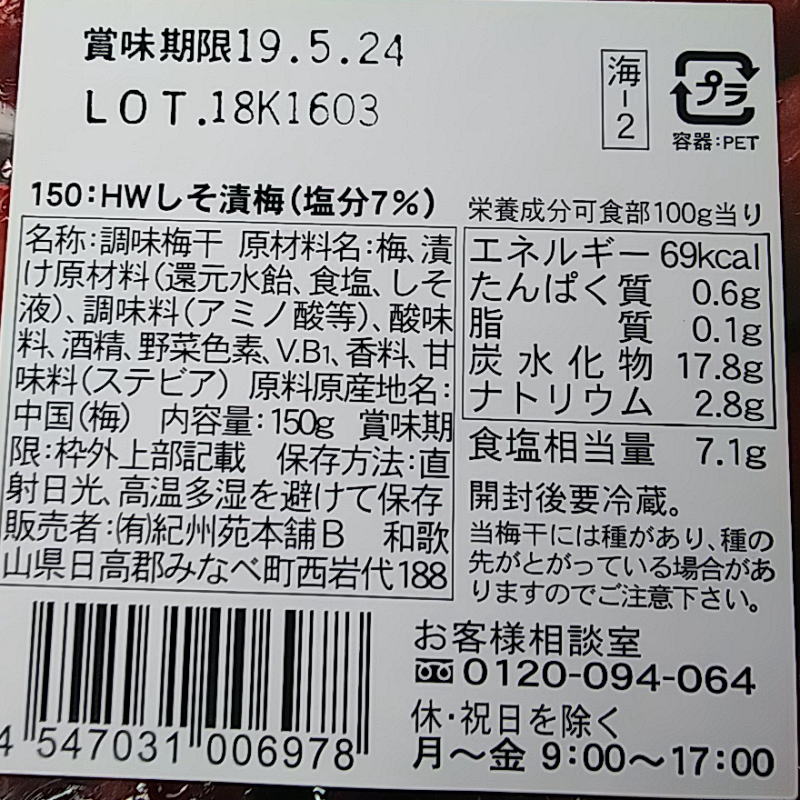 賞味期限19.5.24
LOT.18K1603
海-2
プラ
容器:PET
150:HWしそ漬梅(塩分7%)
名称:調味梅干 原材料名:梅、漬
け原材料(還元水飴、食塩、しそ
液)、調味料(アミノ酸等)、酸味
料、酒精、野菜色素、V.B1、香料、甘
味料(ステビア) 原料原産地名:
中国(梅) 内容量:150g 賞味期
限:枠外上部記載 保存方法:直
射日光、高温多湿を避けて保存
販売者:㈲紀州苑本舗B 和歌
山県日高郡みなべ町西岩代188
栄養成分可食部100g当り
エネルギー 69kcal
たんぱく質 0.6g
脂質 0.1g
炭水化物 17.8g
ナトリウム 2.8g
食塩相当量 7.1g
開封後要冷蔵。
当梅干には種があり、種の
先がとがっている場合があ
りますのでご注意下さい。
4 547031 006978
お客様相談室
0120-094-064
休・祝日を除く
月〜金 9:00〜17:00